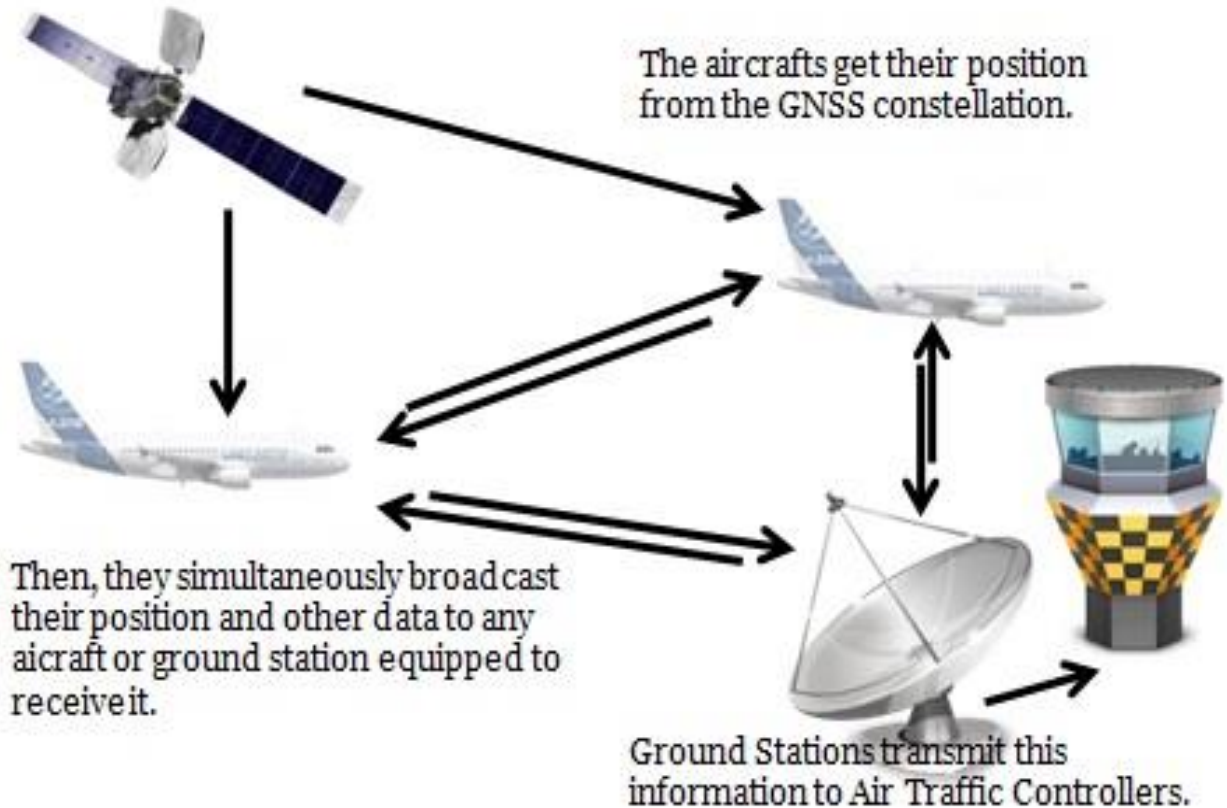 The aircrafts get their position
from the GNSS constellation.
Then, they simultaneously broadcast
their position and other data to any
aicraft or ground station equipped to
receive it.
Ground Stations transmit this
information to Air Traffic Controllers.